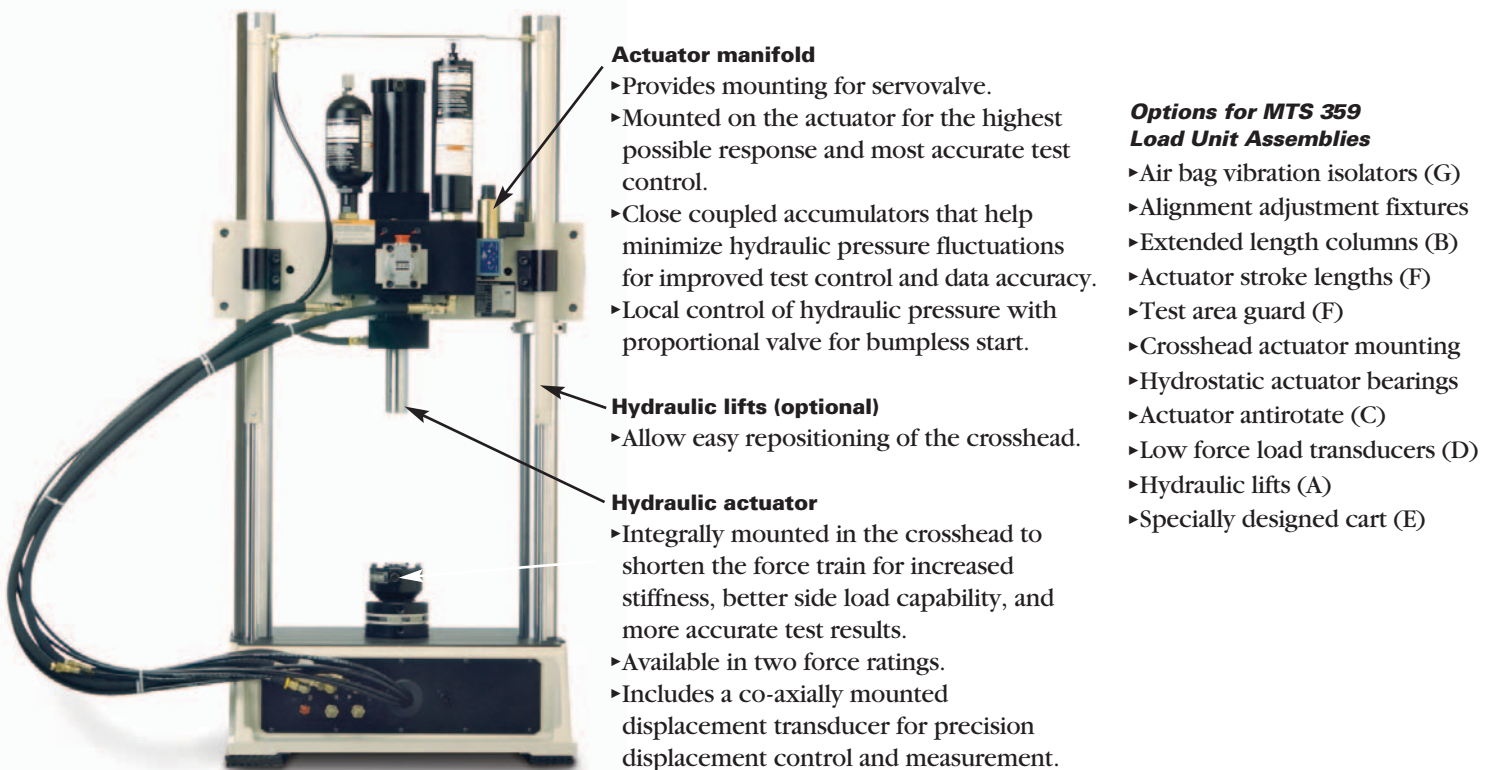 Actuator manifold
▸Provides mounting for servovalve.
▸Mounted on the actuator for the highest
possible response and most accurate test
control.
▸Close coupled accumulators that help
minimize hydraulic pressure fluctuations
for improved test control and data accuracy.
▸Local control of hydraulic pressure with
proportional valve for bumpless start.
Hydraulic lifts (optional)
▸Allow easy repositioning of the crosshead.
Hydraulic actuator
▸Integrally mounted in the crosshead to
shorten the force train for increased
stiffness, better side load capability, and
more accurate test results.
▸Available in two force ratings.
▸Includes a co-axially mounted
displacement transducer for precision
displacement control and measurement.
Options for MTS 359
Load Unit Assemblies
▸Air bag vibration isolators (G)
▸Alignment adjustment fixtures
▸Extended length columns (B)
▸Actuator stroke lengths (F)
▸Test area guard (F)
▸Crosshead actuator mounting
▸Hydrostatic actuator bearings
▸Actuator antirotate (C)
▸Low force load transducers (D)
▸Hydraulic lifts (A)
▸Specially designed cart (E)